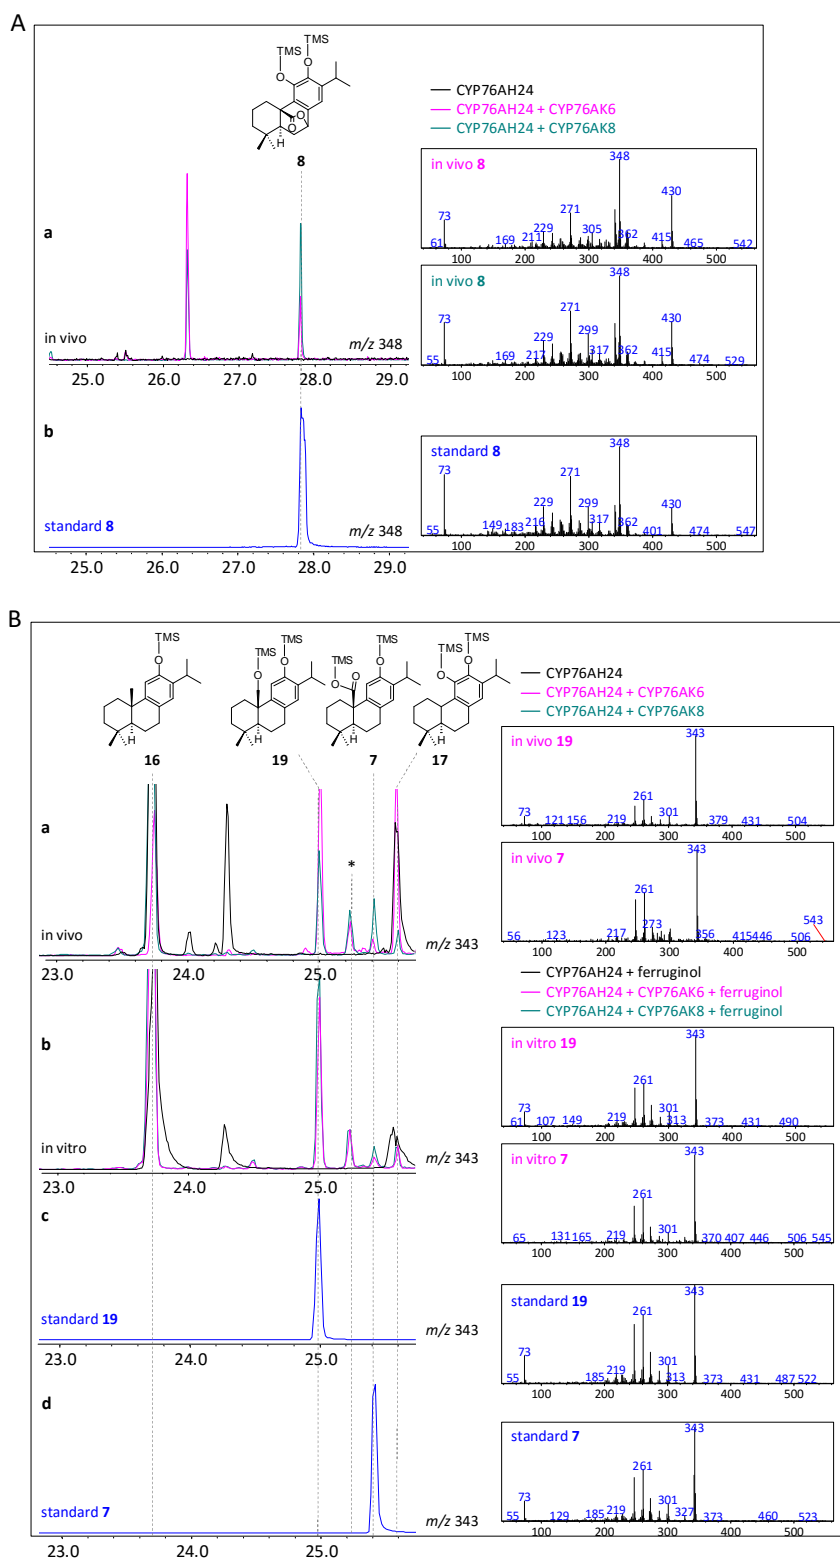 A
TMS
TMS
O
O
O
O
H
8
CYP76AH24
CYP76AH24 + CYP76AK6
CYP76AH24 + CYP76AK8
a
in vivo
m/z 348
25.0 26.0 27.0 28.0 29.0
in vivo 8
348
430
271
73
229
305
61
169
211
362
415
465
542
100 200 300 400 500
in vivo 8
348
430
271
73
229
299
55
169
217
317
362
415
474
529
100 200 300 400 500
b
standard 8
m/z 348
25.0 26.0 27.0 28.0 29.0
standard 8
348
73
271
229
299
430
55
149
183
216
317
362
401
474
547
100 200 300 400 500
B
TMS
O
H
16
TMS
O
TMS
O
H
19
TMS
O
O
TMS
O
H
7
TMS
O
TMS
O
H
17
CYP76AH24
CYP76AH24 + CYP76AK6
CYP76AH24 + CYP76AK8
a
*
in vivo
m/z 343
23.0 24.0 25.0
in vivo 19
343
261
73
121
156
219
301
379
431
504
100 200 300 400 500
in vivo 7
343
261
273
56
123
217
356
415
446
506
543
100 200 300 400 500
CYP76AH24 + ferruginol
CYP76AH24 + CYP76AK6 + ferruginol
CYP76AH24 + CYP76AK8 + ferruginol
b
in vitro
m/z 343
23.0 24.0 25.0
in vitro 19
343
261
73
301
61
107
149
219
313
373
431
490
100 200 300 400 500
in vitro 7
343
261
65
131
165
219
301
370
407
446
506
545
100 200 300 400 500
c
standard 19
m/z 343
23.0 24.0 25.0
standard 19
343
261
73
301
55
185
219
313
373
431
487
522
100 200 300 400 500
d
standard 7
m/z 343
23.0 24.0 25.0
standard 7
343
261
73
301
55
129
185
219
327
373
460
523
100 200 300 400 500